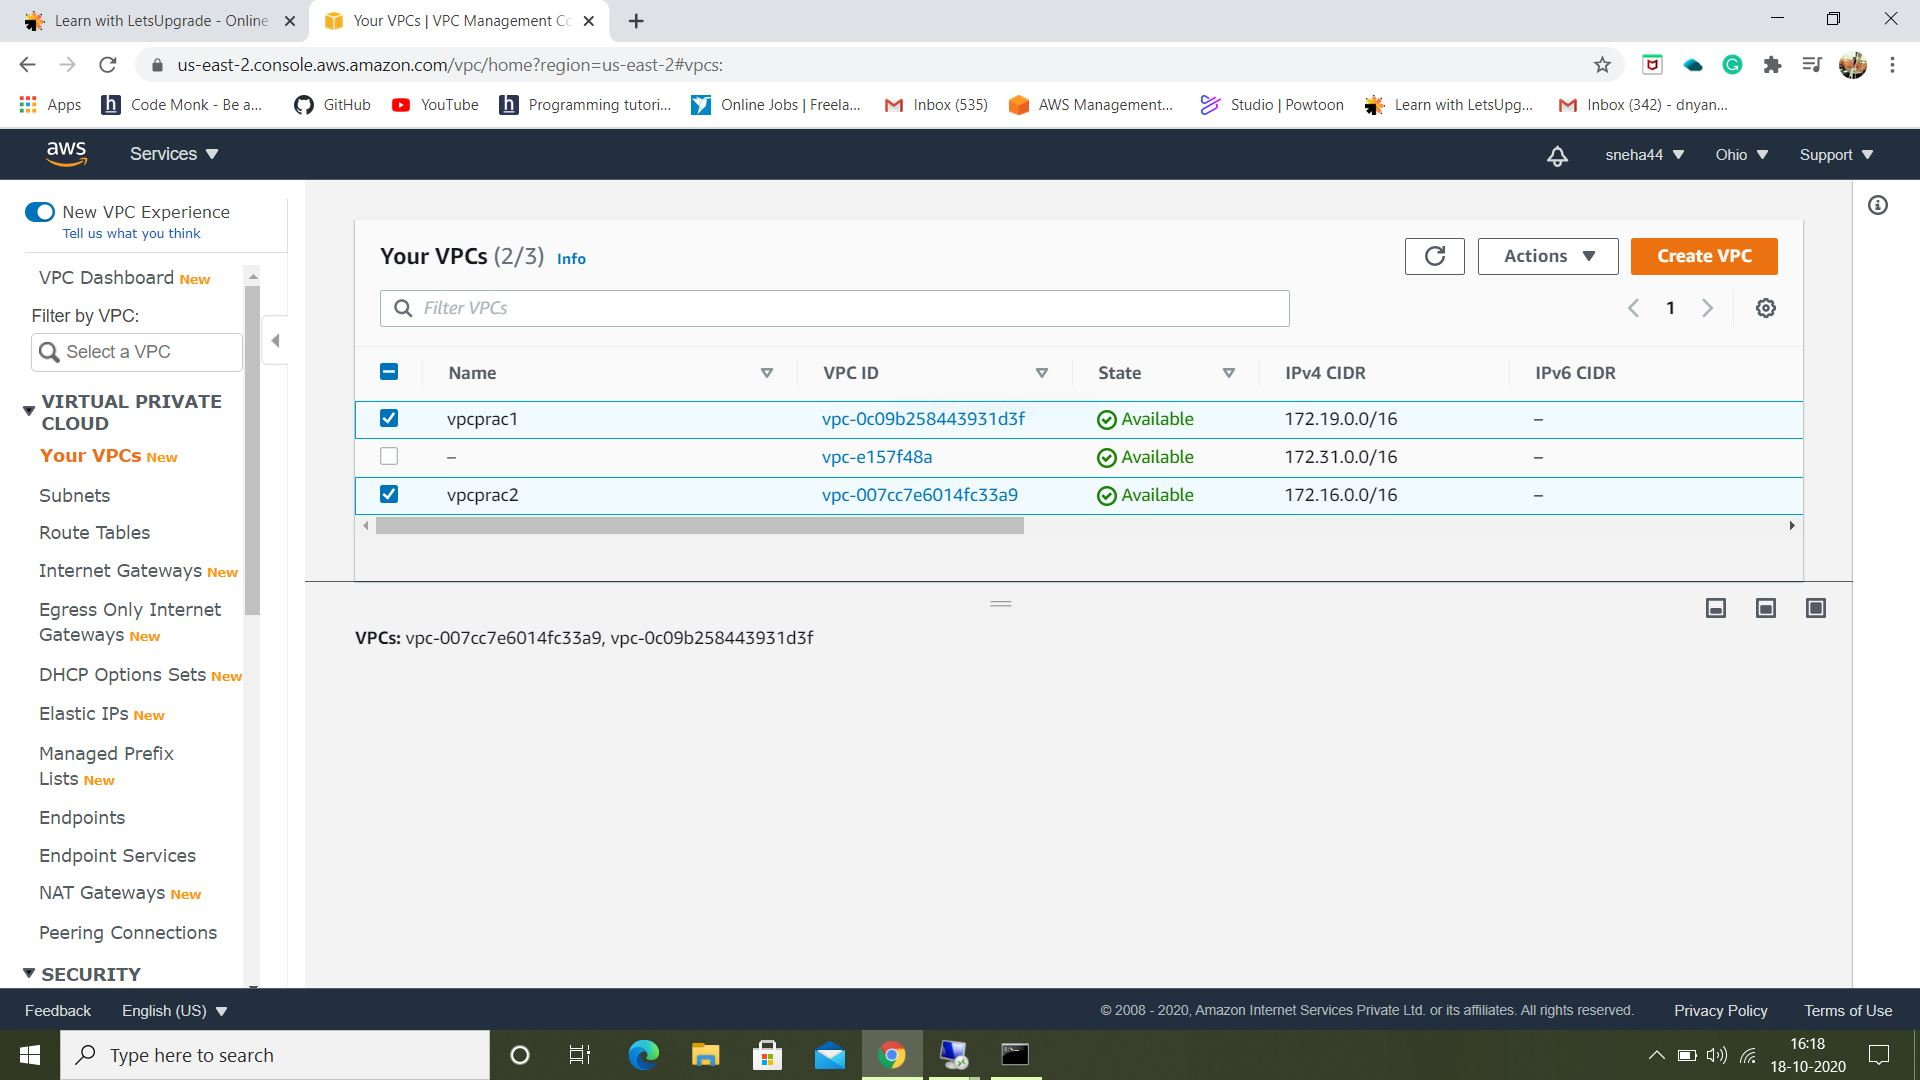 Learn with LetsUpgrade - Online
Your VPCs | VPC Management Co
us-east-2.console.aws.amazon.com/vpc/home?region=us-east-2#vpcs:
Apps
Code Monk - Be a...
GitHub
YouTube
Programming tutori...
Online Jobs | Freela...
Inbox (535)
AWS Management...
Studio | Powtoon
Learn with LetsUpg...
Inbox (342) - dnyan...
aws
Services
sneha44
Ohio
Support
New VPC Experience
Tell us what you think
VPC Dashboard New
Filter by VPC:
Select a VPC
VIRTUAL PRIVATE
CLOUD
Your VPCs New
Subnets
Route Tables
Internet Gateways New
Egress Only Internet
Gateways New
DHCP Options Sets New
Elastic IPs New
Managed Prefix
Lists New
Endpoints
Endpoint Services
NAT Gateways New
Peering Connections
SECURITY
Your VPCs (2/3) Info
Actions
Create VPC
Filter VPCs
1
Name VPC ID State IPv4 CIDR IPv6 CIDR
vpcprac1 vpc-0c09b258443931d3f Available 172.19.0.0/16 –
– vpc-e157f48a Available 172.31.0.0/16 –
vpcprac2 vpc-007cc7e6014fc33a9 Available 172.16.0.0/16 –
VPCs: vpc-007cc7e6014fc33a9, vpc-0c09b258443931d3f
Feedback
English (US)
© 2008 - 2020, Amazon Internet Services Private Ltd. or its affiliates. All rights reserved.
Privacy Policy
Terms of Use
Type here to search
16:18
18-10-2020